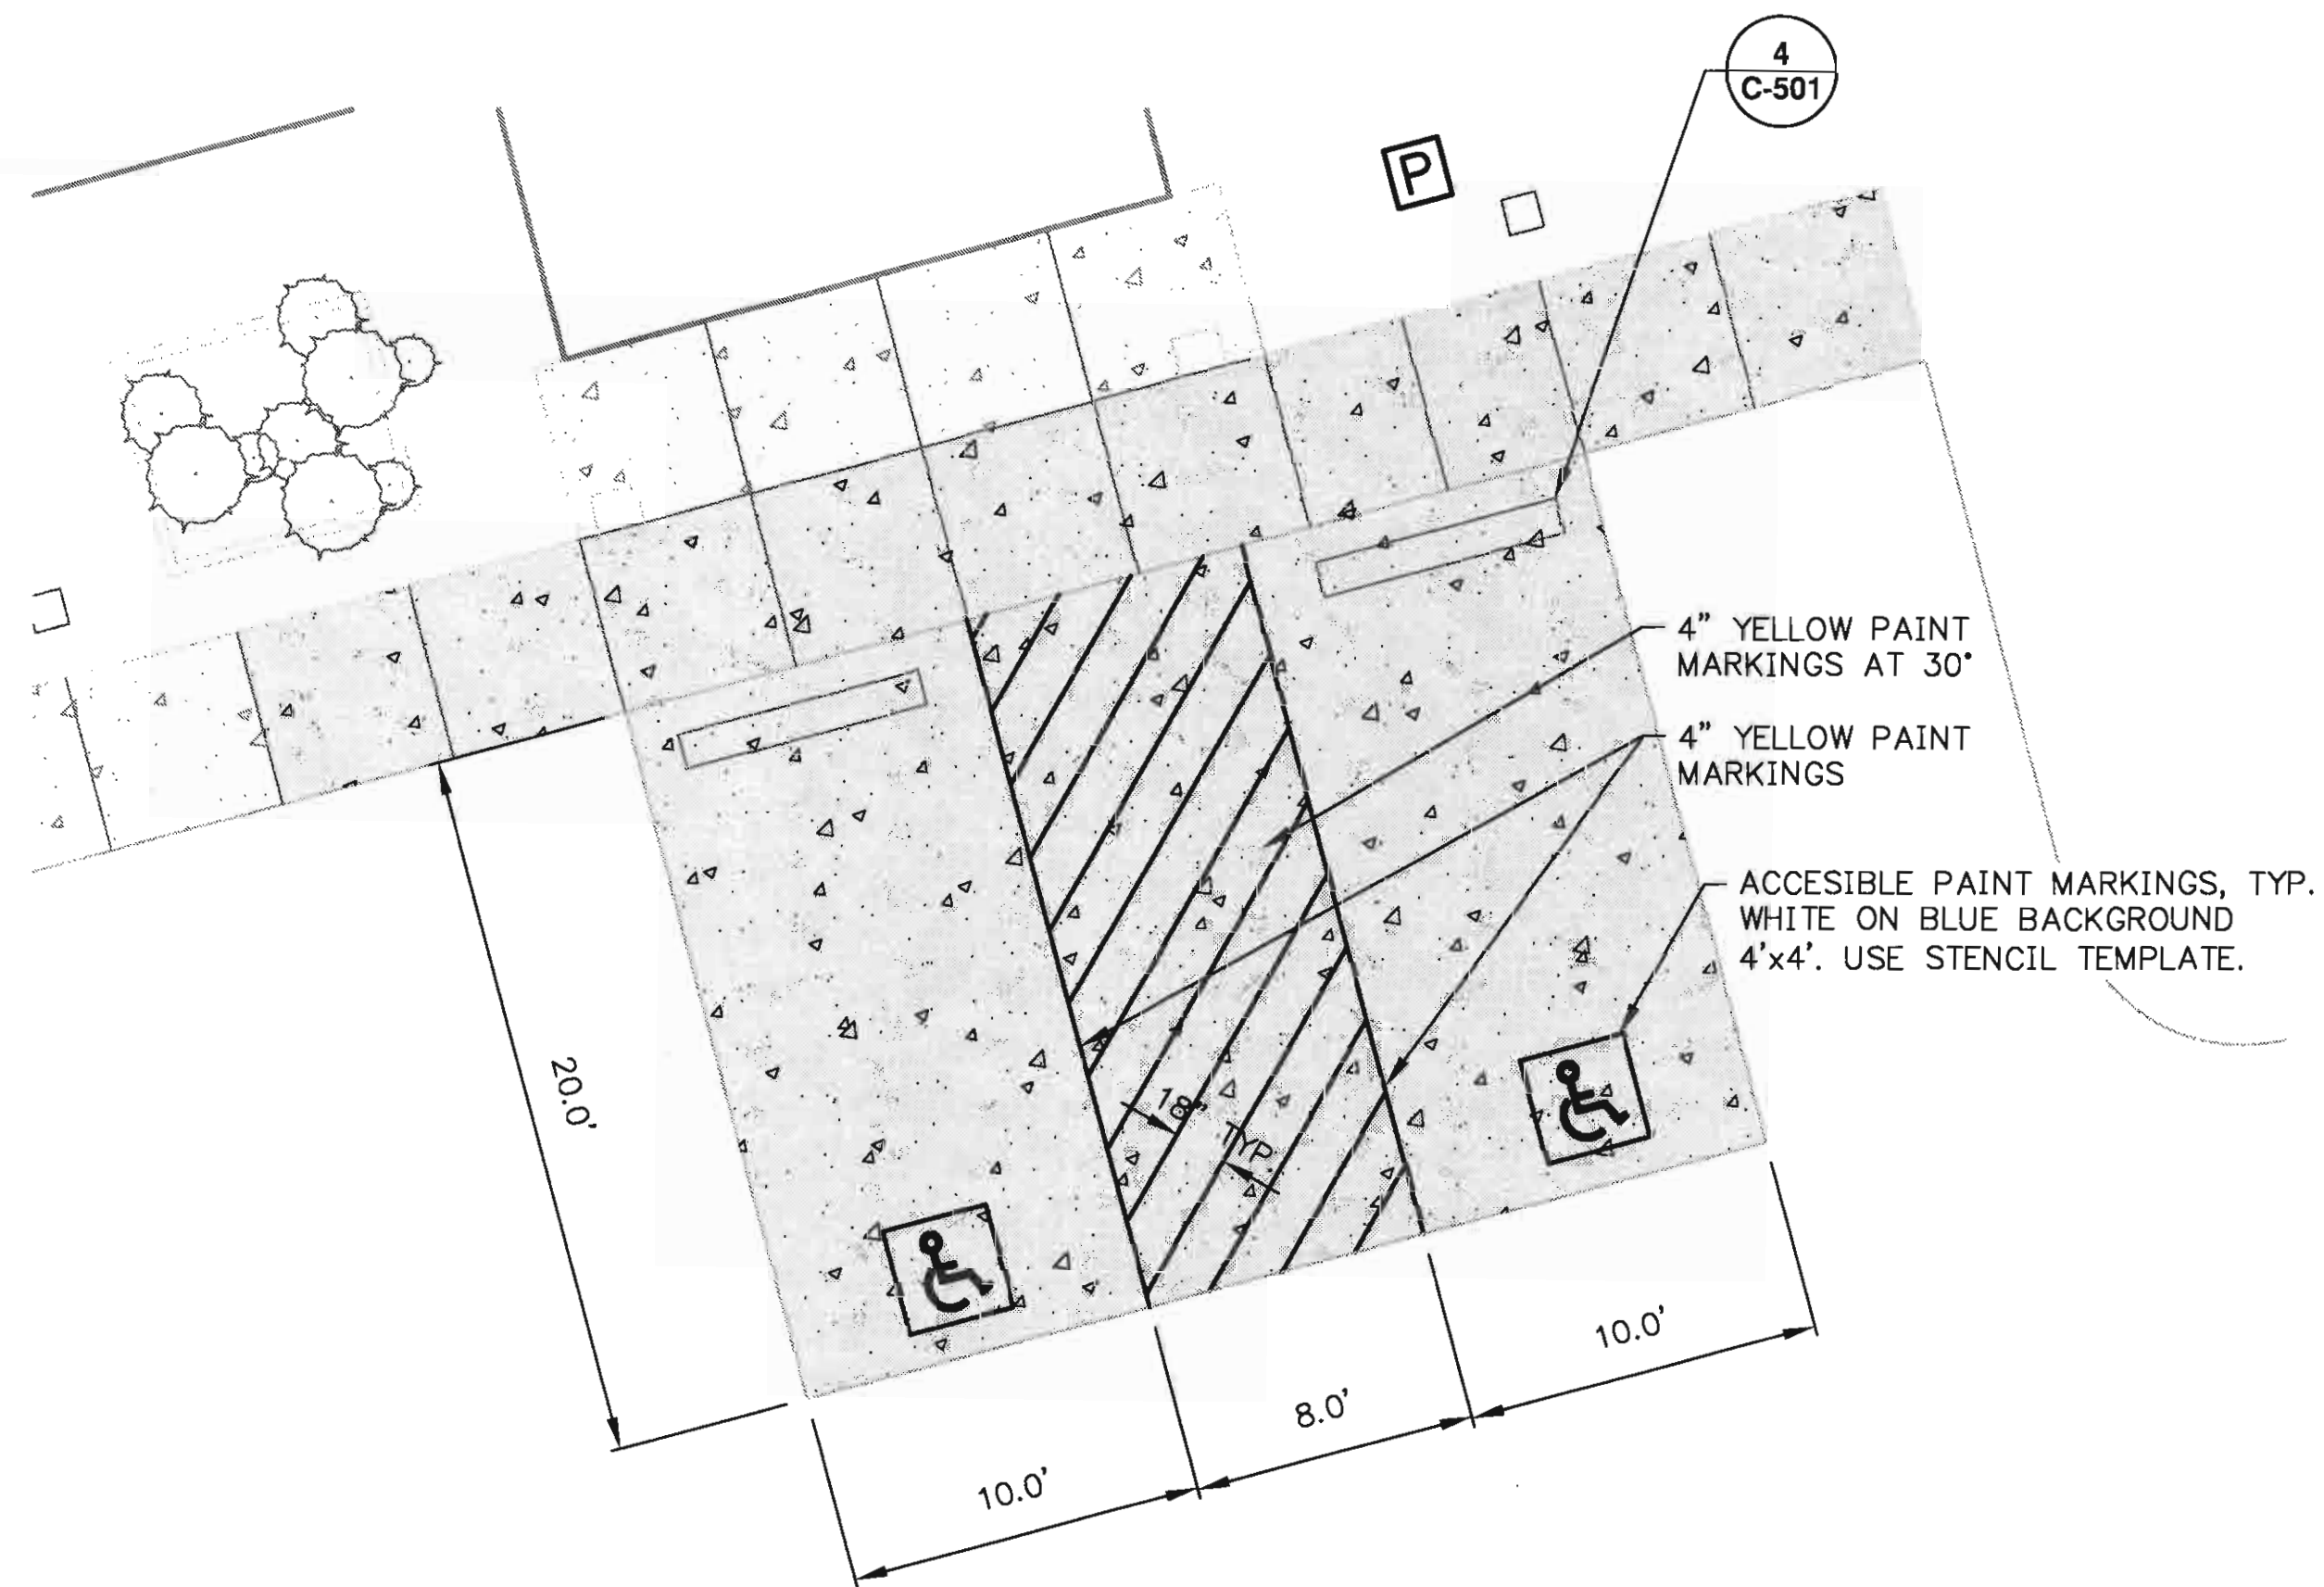 4
C-501
P
4” YELLOW PAINT
MARKINGS AT 30°
4” YELLOW PAINT
MARKINGS
ACCESIBLE PAINT MARKINGS, TYP.
WHITE ON BLUE BACKGROUND
4’x4’. USE STENCIL TEMPLATE.
20.0’
18”
TYP.
10.0’
8.0’
10.0’